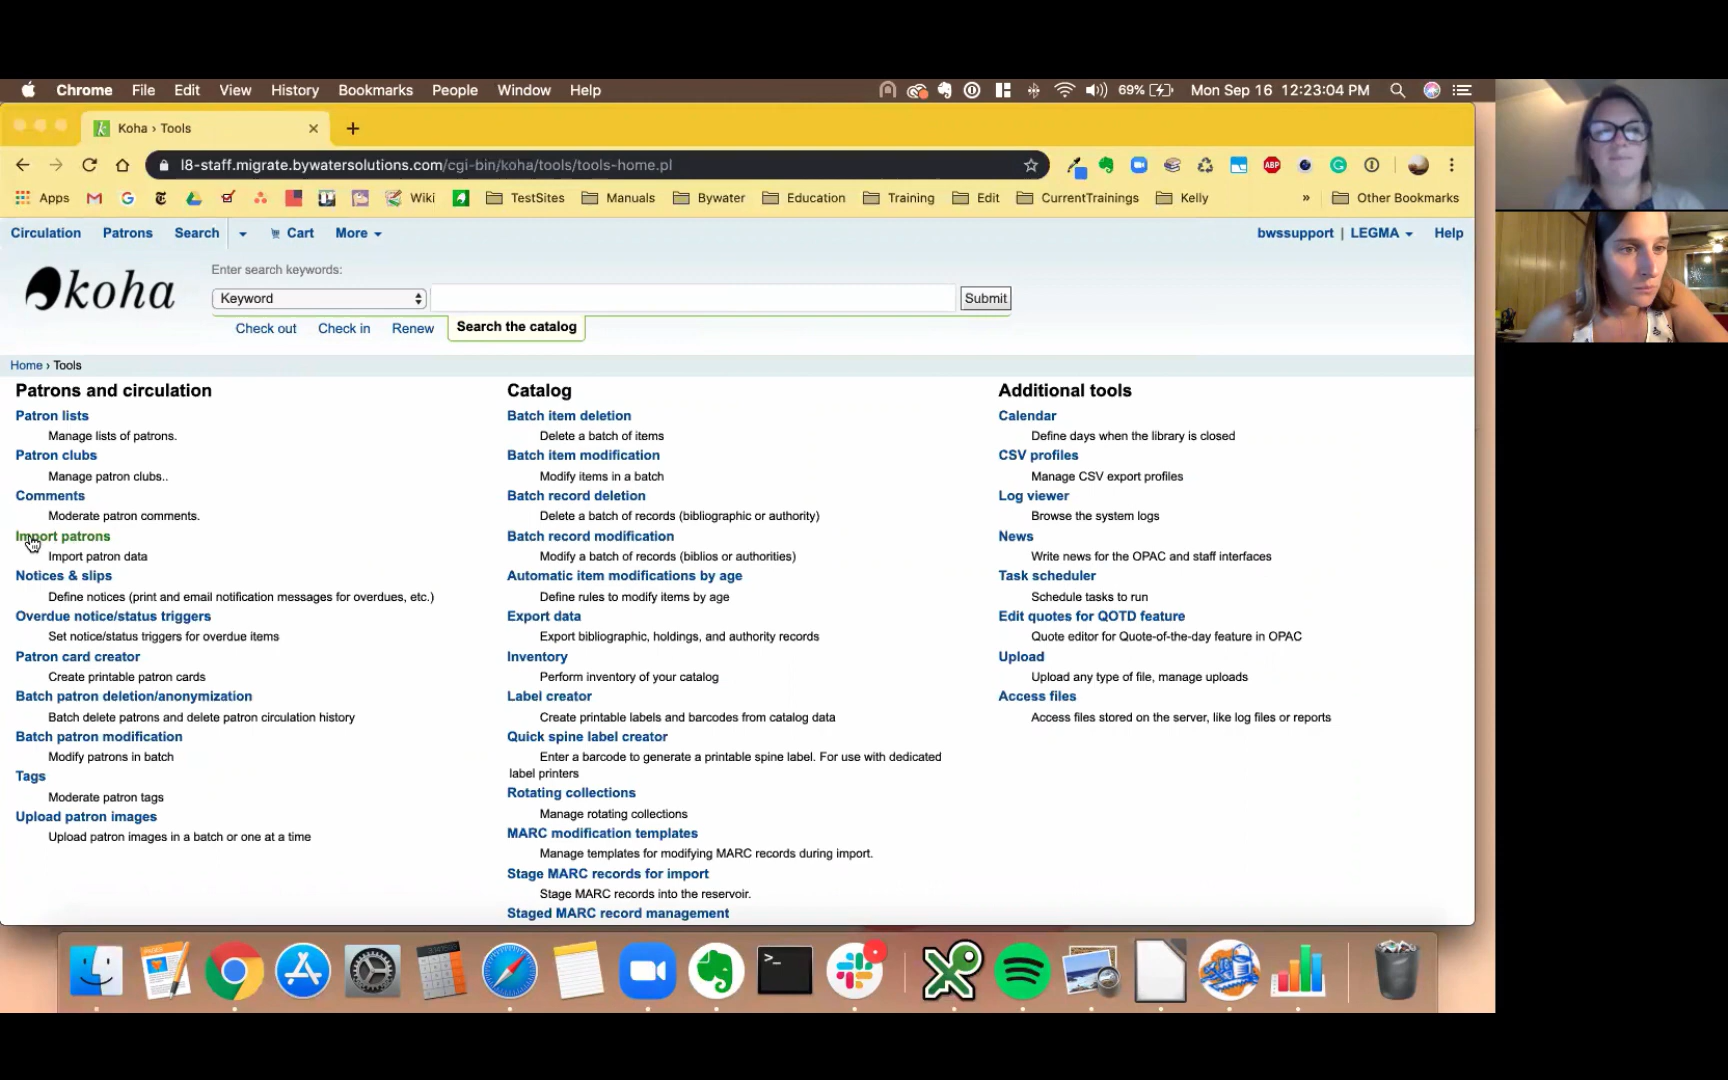 Chrome File Edit View History Bookmarks People Window Help 69% Mon Sep 16 12:23:04 PM
Koha › Tools
l8-staff.migrate.bywatersolutions.com/cgi-bin/koha/tools/tools-home.pl
ABP
Apps Wiki TestSites Manuals Bywater Education Training Edit CurrentTrainings Kelly » Other Bookmarks
Circulation Patrons Search Cart More bwssupport | LEGMA Help
koha
Enter search keywords:
Keyword Submit
Check out Check in Renew Search the catalog
Home › Tools
Patrons and circulation
Patron lists
Manage lists of patrons.
Patron clubs
Manage patron clubs..
Comments
Moderate patron comments.
Import patrons
Import patron data
Notices & slips
Define notices (print and email notification messages for overdues, etc.)
Overdue notice/status triggers
Set notice/status triggers for overdue items
Patron card creator
Create printable patron cards
Batch patron deletion/anonymization
Batch delete patrons and delete patron circulation history
Batch patron modification
Modify patrons in batch
Tags
Moderate patron tags
Upload patron images
Upload patron images in a batch or one at a time
Catalog
Batch item deletion
Delete a batch of items
Batch item modification
Modify items in a batch
Batch record deletion
Delete a batch of records (bibliographic or authority)
Batch record modification
Modify a batch of records (biblios or authorities)
Automatic item modifications by age
Define rules to modify items by age
Export data
Export bibliographic, holdings, and authority records
Inventory
Perform inventory of your catalog
Label creator
Create printable labels and barcodes from catalog data
Quick spine label creator
Enter a barcode to generate a printable spine label. For use with dedicated
label printers
Rotating collections
Manage rotating collections
MARC modification templates
Manage templates for modifying MARC records during import.
Stage MARC records for import
Stage MARC records into the reservoir.
Staged MARC record management
Additional tools
Calendar
Define days when the library is closed
CSV profiles
Manage CSV export profiles
Log viewer
Browse the system logs
News
Write news for the OPAC and staff interfaces
Task scheduler
Schedule tasks to run
Edit quotes for QOTD feature
Quote editor for Quote-of-the-day feature in OPAC
Upload
Upload any type of file, manage uploads
Access files
Access files stored on the server, like log files or reports